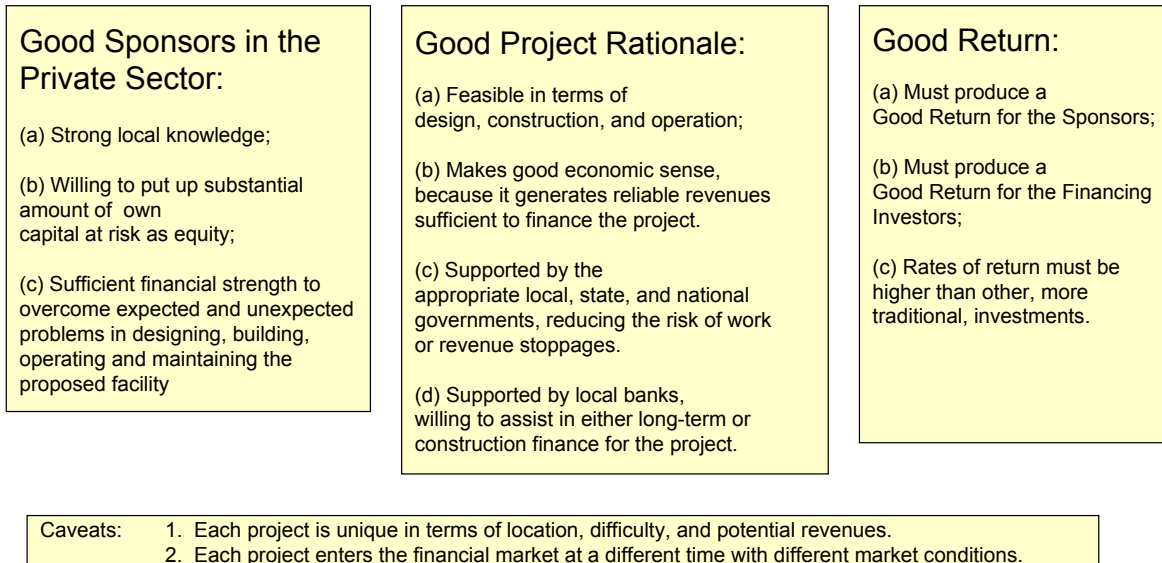 Good Sponsors in the
Private Sector:
(a) Strong local knowledge;
(b) Willing to put up substantial
amount of own
capital at risk as equity;
(c) Sufficient financial strength to
overcome expected and unexpected
problems in designing, building,
operating and maintaining the
proposed facility
Good Project Rationale:
(a) Feasible in terms of
design, construction, and operation;
(b) Makes good economic sense,
because it generates reliable revenues
sufficient to finance the project.
(c) Supported by the
appropriate local, state, and national
governments, reducing the risk of work
or revenue stoppages.
(d) Supported by local banks,
willing to assist in either long-term or
construction finance for the project.
Good Return:
(a) Must produce a
Good Return for the Sponsors;
(b) Must produce a
Good Return for the Financing
Investors;
(c) Rates of return must be
higher than other, more
traditional, investments.
Caveats: 1. Each project is unique in terms of location, difficulty, and potential revenues.
2. Each project enters the financial market at a different time with different market conditions.